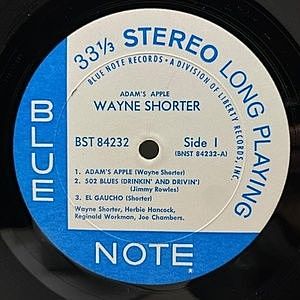 33⅓ STEREO LONG PLAYING
BLUE NOTE RECORDS • A DIVISION OF LIBERTY RECORDS, INC.
ADAM'S APPLE
WAYNE SHORTER
BST 84232 Side 1
(BNST 84232-A)
1. ADAM'S APPLE (Wayne Shorter)
2. 502 BLUES (DRINKIN' AND DRIVIN')
(Jimmy Rowles)
3. EL GAUCHO (Shorter)
Wayne Shorter, Herbie Hancock,
Reginald Workman, Joe Chambers.
BLUE
NOTE